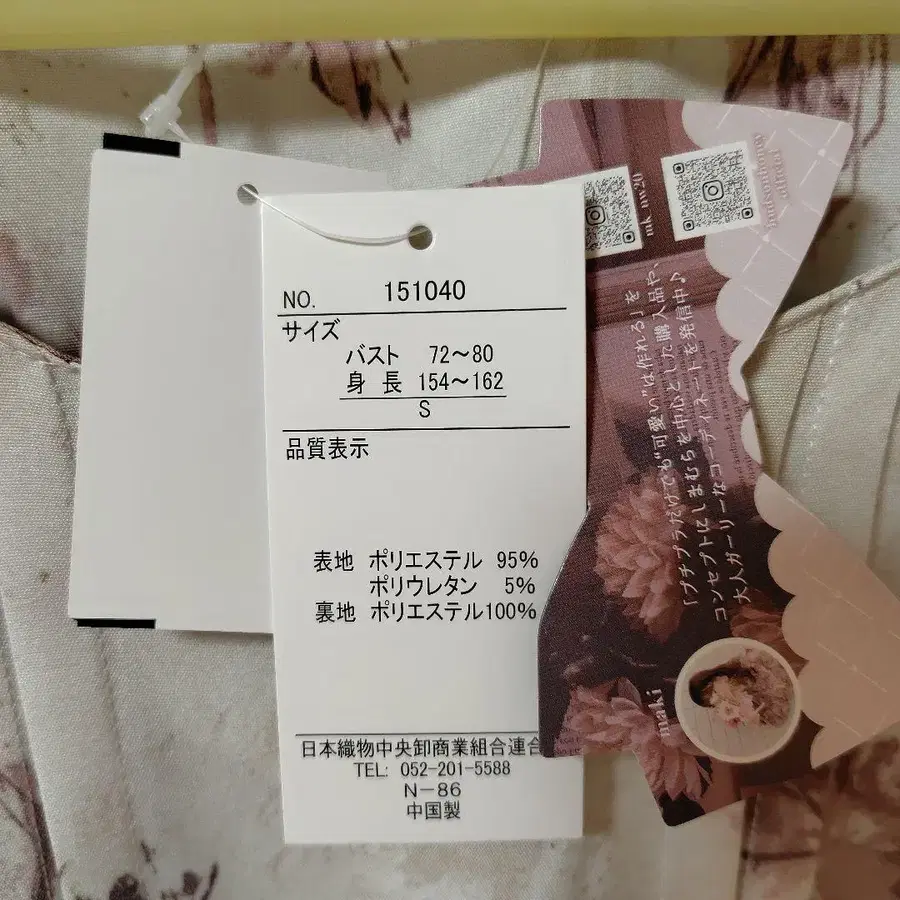 NO. 151040
サイズ
バスト 72～80
身長 154～162
S
品質表示
表地 ポリエステル 95%
ポリウレタン 5%
裏地 ポリエステル100%
日本織物中央卸商業組合連合
TEL: 052-201-5588
N-86
中国製
mk_nw20
「プチプラだけでも"可愛い"は作れる」を
コンセプトにしまむらを中心とした購入品や、
大人ガーリーなコーディネートを発信中♪
maki